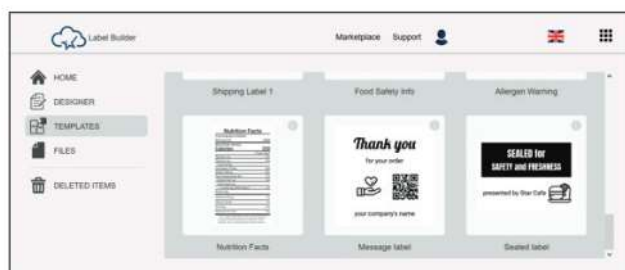 Label Builder
Marketplace Support
HOME
DESIGNER
TEMPLATES
FILES
DELETED ITEMS
Shipping Label 1
Food Safety Info
Allergen Warning
Nutrition Facts
Thank you
for your order
your company's name
SEALED for
SAFETY and FRESHNESS
presented by Star Cafe
Nutrition Facts
Message label
Sealed label